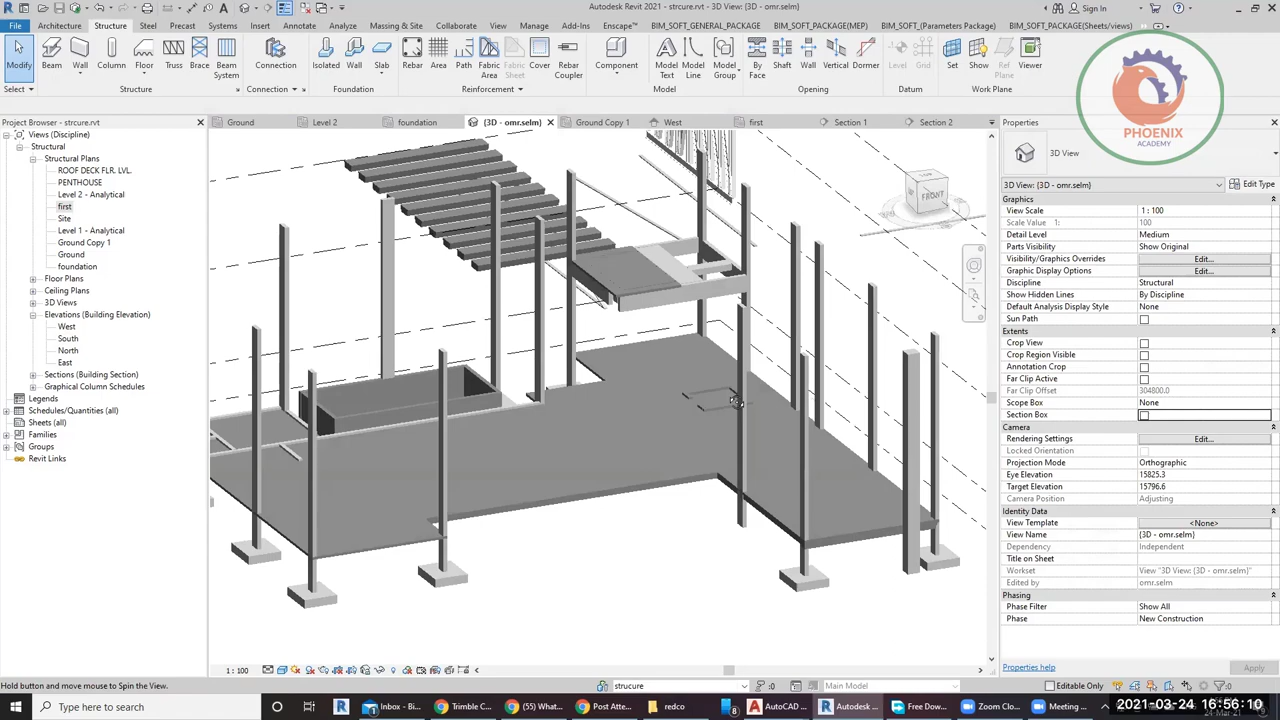 Autodesk Revit 2021 - strcure.rvt - 3D View: {3D - omr.selm}
Sign In
File Architecture Structure Steel Precast Systems Insert Annotate Analyze Massing & Site Collaborate View Manage Add-Ins Enscape™ BIM_SOFT_GENERAL_PACKAGE BIM_SOFT_PACKAGE(MEP) BIM_SOFT_(Parameters Package) BIM_SOFT_PACKAGE(Sheets/views)
Modify Beam Wall Column Floor Truss Brace Beam System Connection Isolated Wall Slab Rebar Area Path Fabric Area Fabric Sheet Cover Rebar Coupler Component Model Text Model Line Model Group By Face Shaft Wall Vertical Dormer Level Grid Set Show Ref Plane Viewer
Select Structure Connection Foundation Reinforcement Model Opening Datum Work Plane
PHOENIX
ACADEMY
Project Browser - strcure.rvt
Ground Level 2 foundation {3D - omr.selm} Ground Copy 1 West first Section 1 Section 2
Properties
Views (Discipline)
Structural
Structural Plans
ROOF DECK FLR. LVL.
PENTHOUSE
Level 2 - Analytical
first
Site
Level 1 - Analytical
Ground Copy 1
Ground
foundation
Floor Plans
Ceiling Plans
3D Views
Elevations (Building Elevation)
West
South
North
East
Sections (Building Section)
Graphical Column Schedules
Legends
Schedules/Quantities (all)
Sheets (all)
Families
Groups
Revit Links
FRONT
3D View
3D View: {3D - omr.selm} Edit Type
Graphics
View Scale 1 : 100
Scale Value 1: 100
Detail Level Medium
Parts Visibility Show Original
Visibility/Graphics Overrides Edit...
Graphic Display Options Edit...
Discipline Structural
Show Hidden Lines By Discipline
Default Analysis Display Style None
Sun Path
Extents
Crop View
Crop Region Visible
Annotation Crop
Far Clip Active
Far Clip Offset 304800.0
Scope Box None
Section Box
Camera
Rendering Settings Edit...
Locked Orientation
Projection Mode Orthographic
Eye Elevation 15825.3
Target Elevation 15796.6
Camera Position Adjusting
Identity Data
View Template <None>
View Name {3D - omr.selm}
Dependency Independent
Title on Sheet
Workset View "3D View: {3D - omr.selm}"
Edited by omr.selm
Phasing
Phase Filter Show All
Phase New Construction
Properties help Apply
1 : 100
Hold button and move mouse to Spin the View. strucure :0 Main Model Editable Only :0
Type here to search Inbox - Bi... Trimble C... (55) What... Post Atte... redco AutoCAD ... Autodesk ... Free Dow... Zoom Clo... Meeting ...
2021-03-24 16:56:10